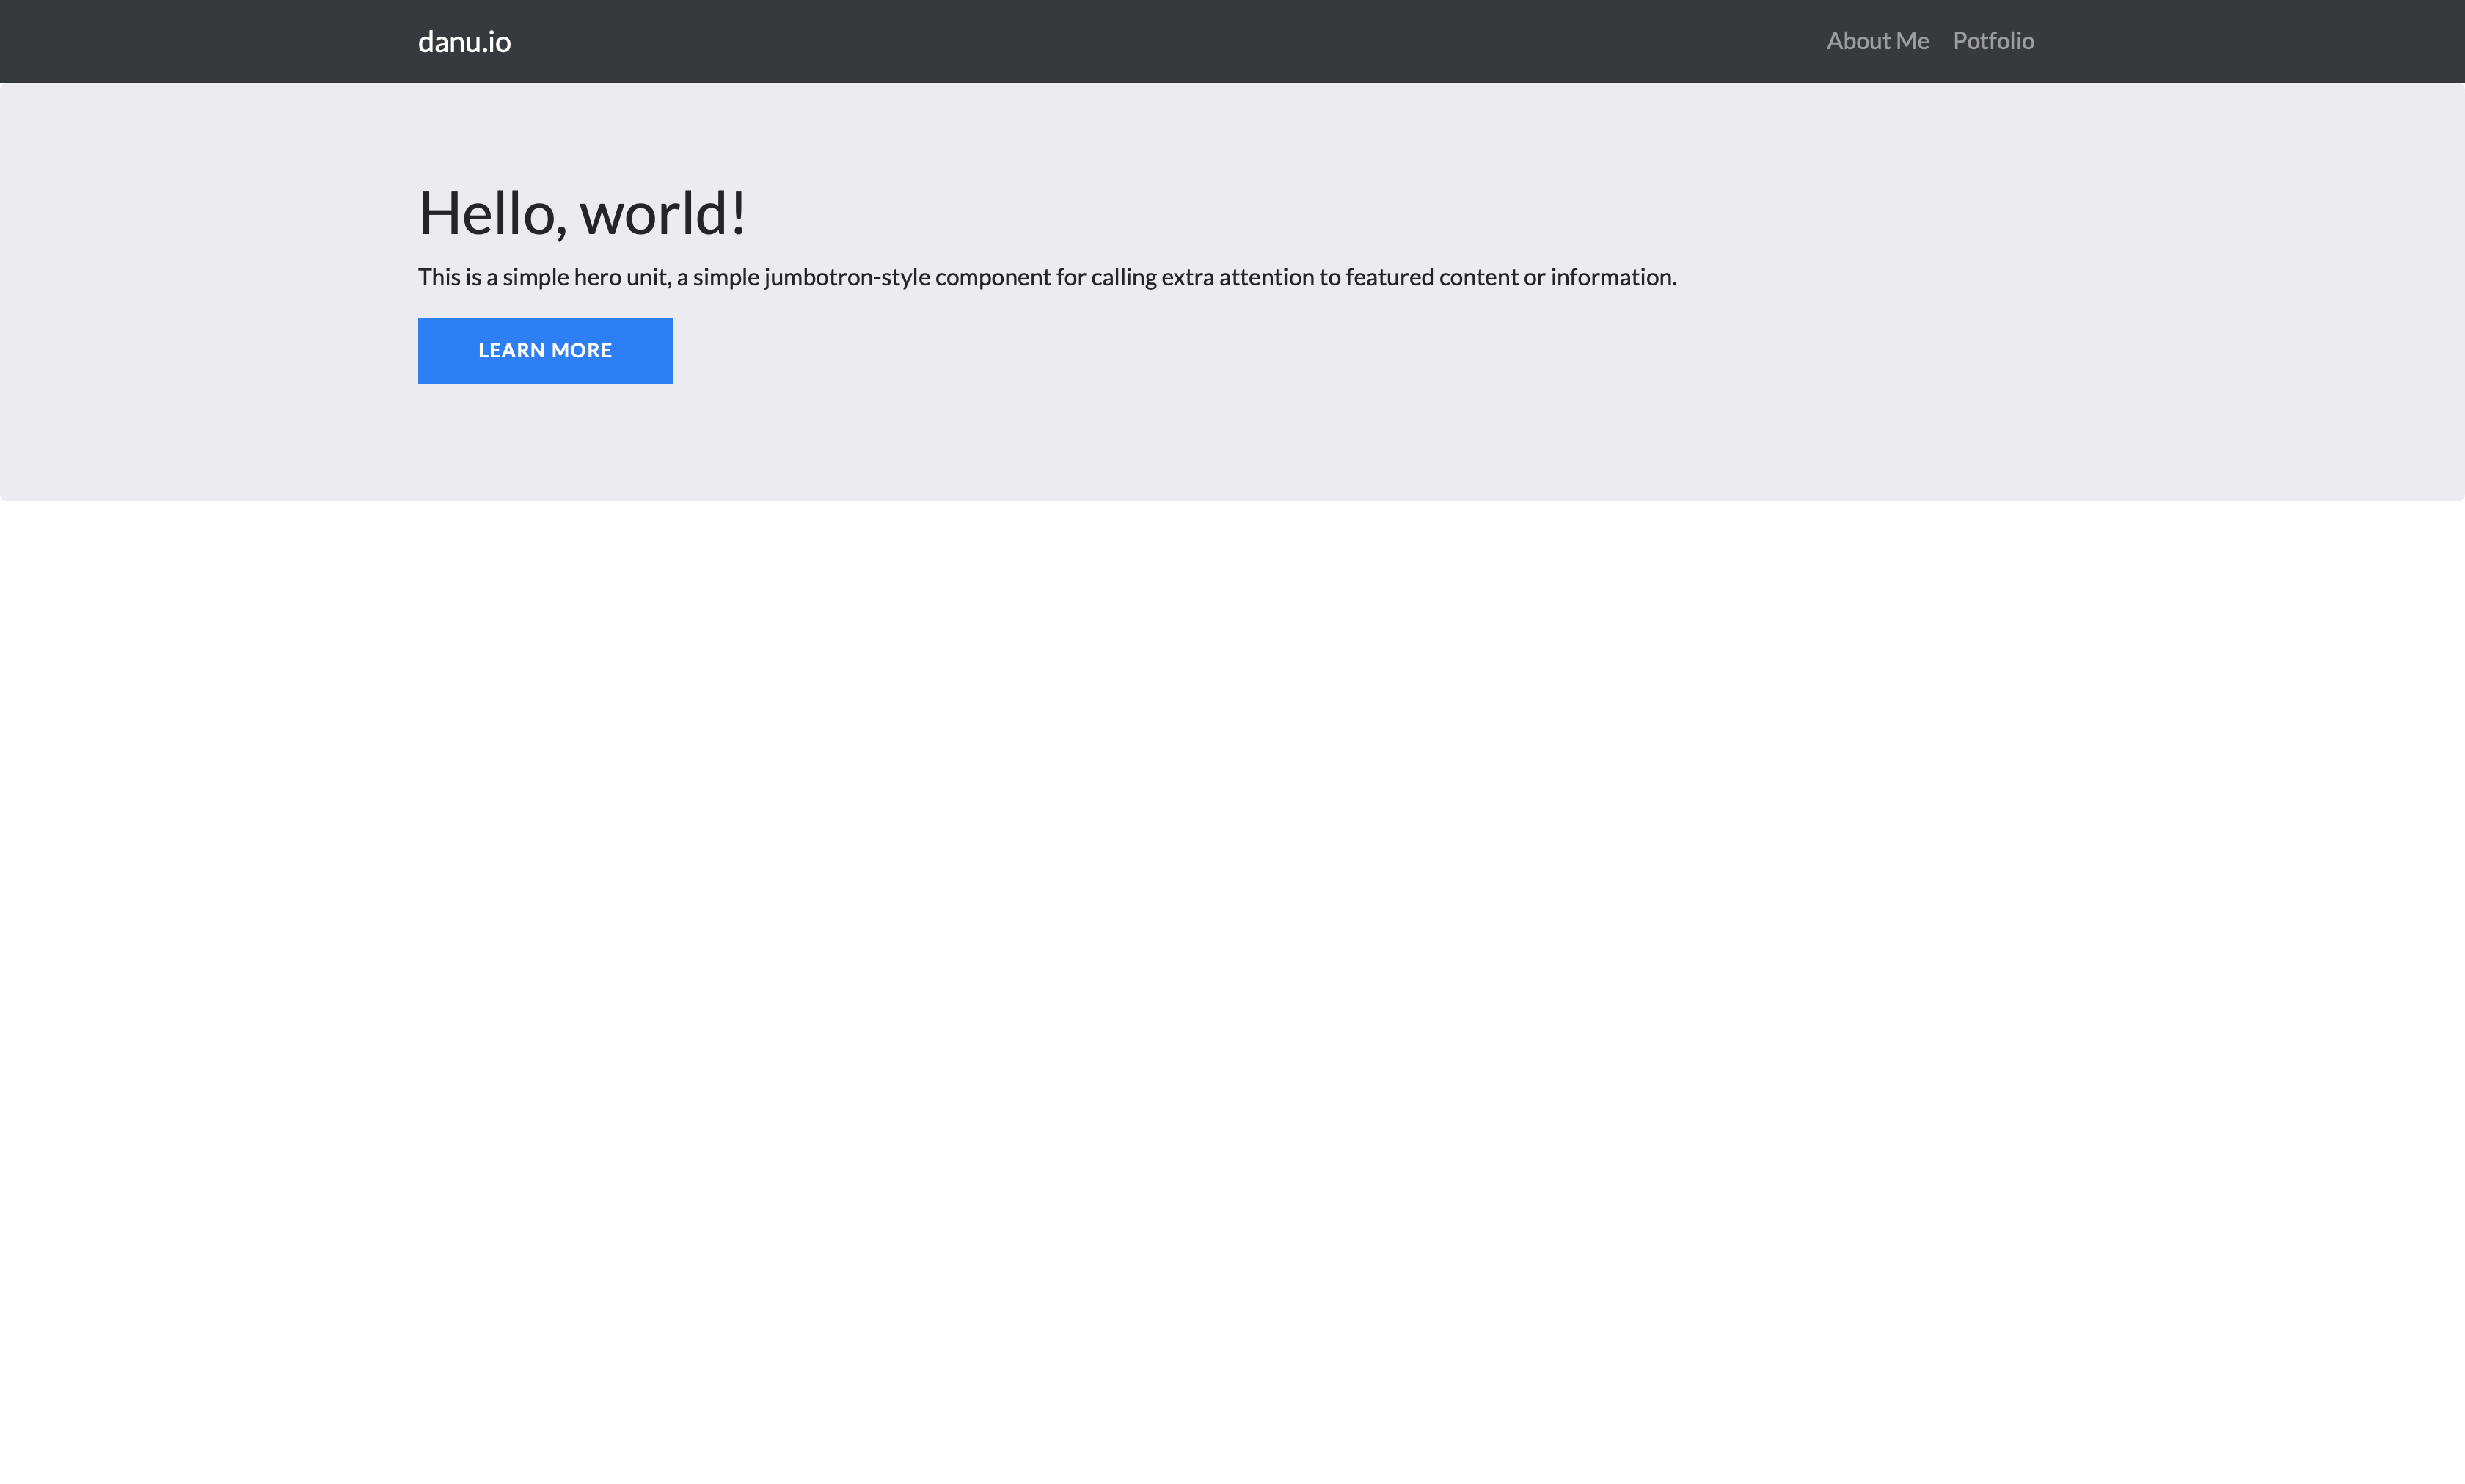 danu.io
About Me
Potfolio
Hello, world!
This is a simple hero unit, a simple jumbotron-style component for calling extra attention to featured content or information.
LEARN MORE